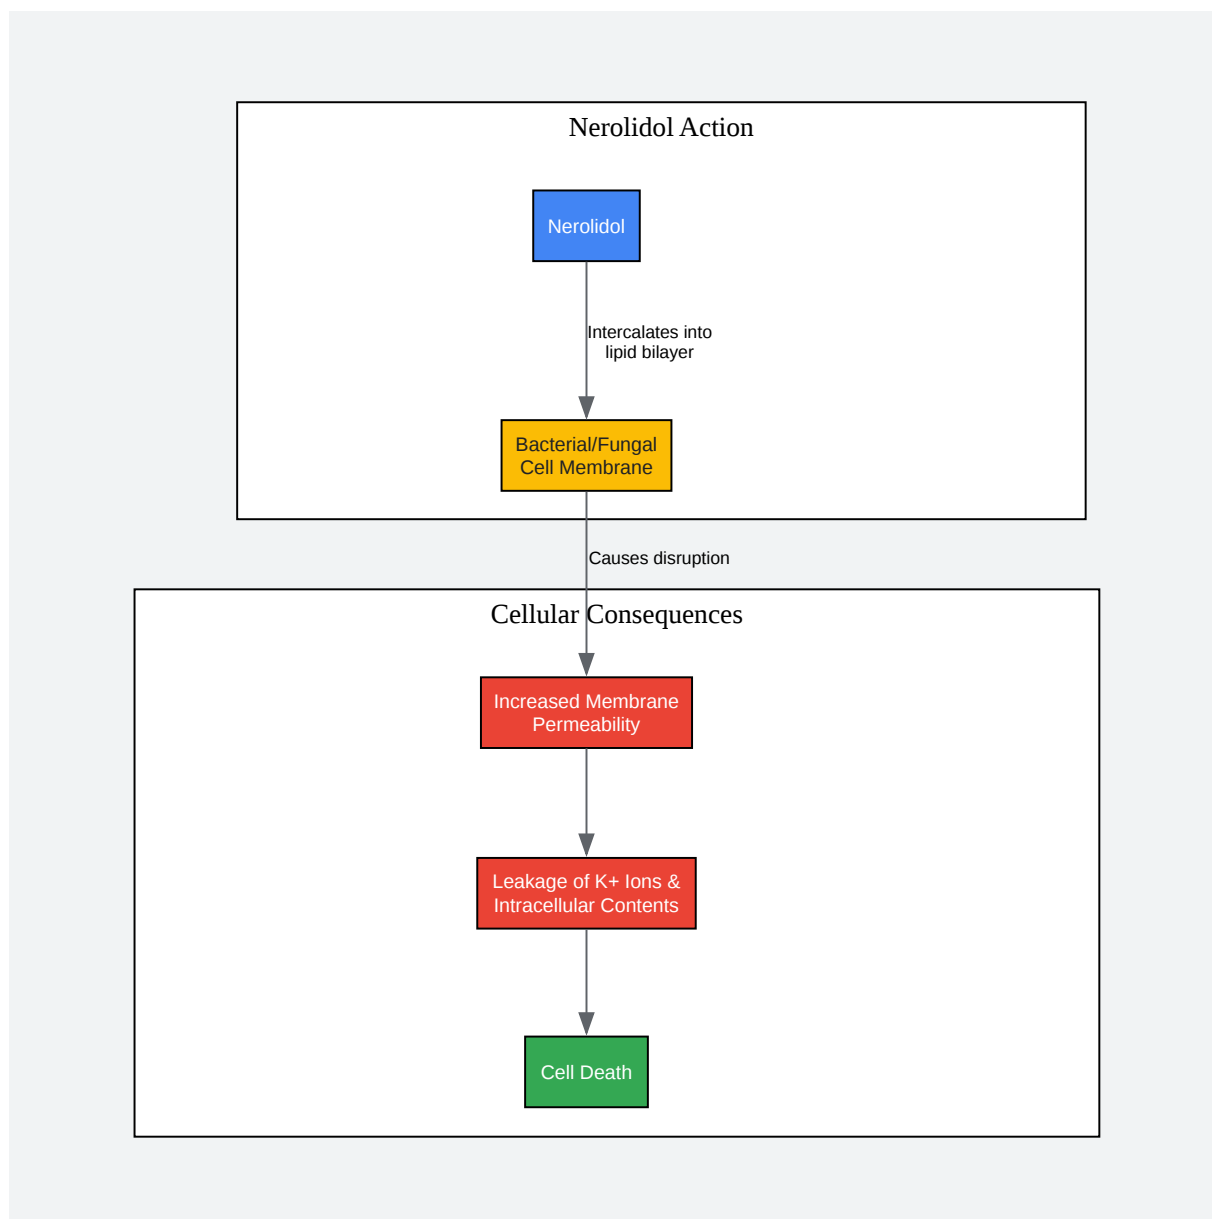 Nerolidol Action
Nerolidol
Intercalates into
lipid bilayer
Bacterial/Fungal
Cell Membrane
Causes disruption
Cellular Consequences
Increased Membrane
Permeability
Leakage of K+ Ions &
Intracellular Contents
Cell Death